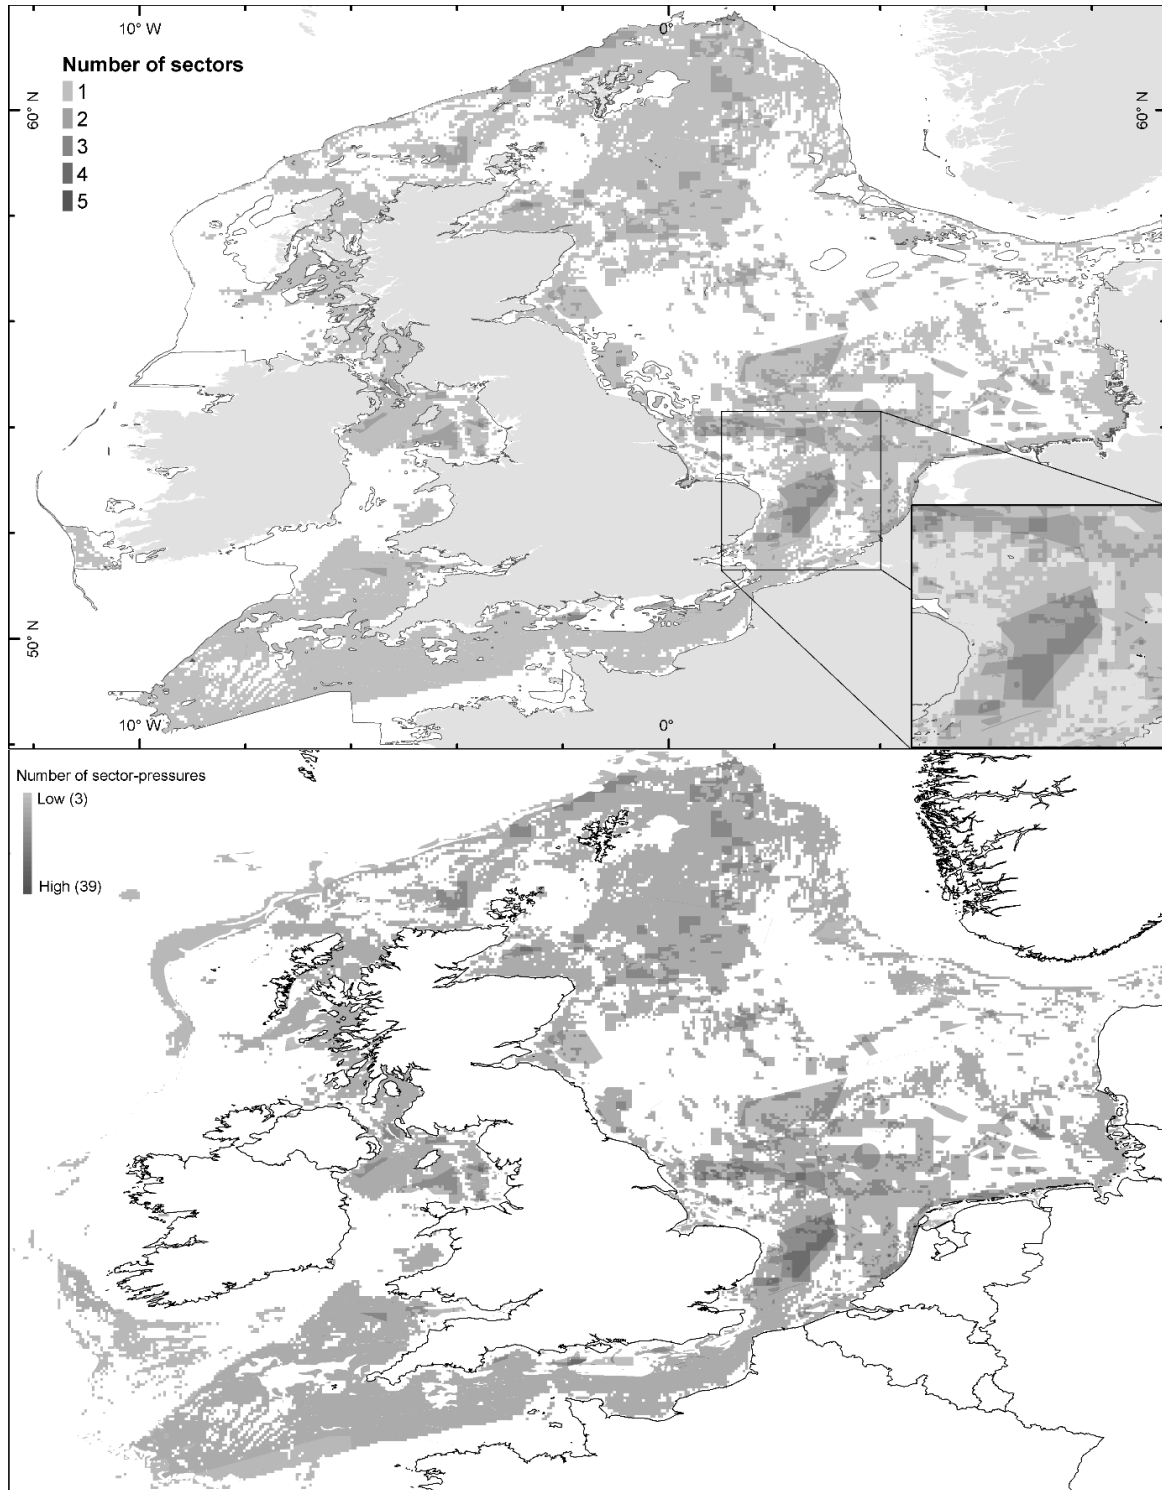 10° W
0°
Number of sectors
1
2
3
4
5
60° N
60° N
50° N
10° W
0°
Number of sector-pressures
Low (3)
High (39)